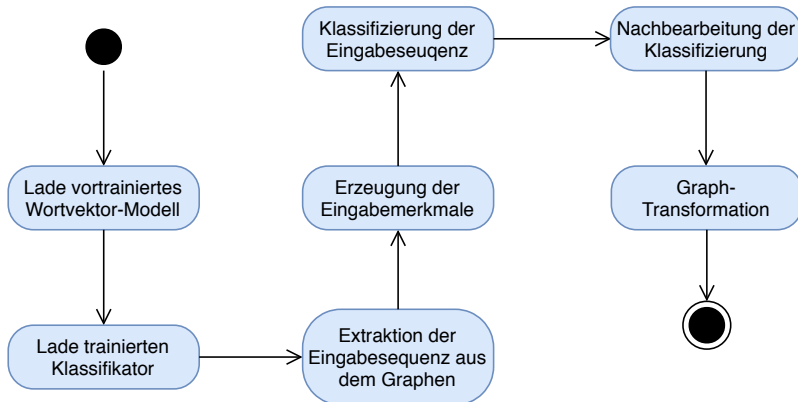 Lade vortrainiertes
Wortvektor-Modell
Lade trainierten
Klassifikator
Extraktion der
Eingabesequenz aus
dem Graphen
Erzeugung der
Eingabemerkmale
Klassifizierung der
Eingabeseuqenz
Nachbearbeitung der
Klassifizierung
Graph-
Transformation